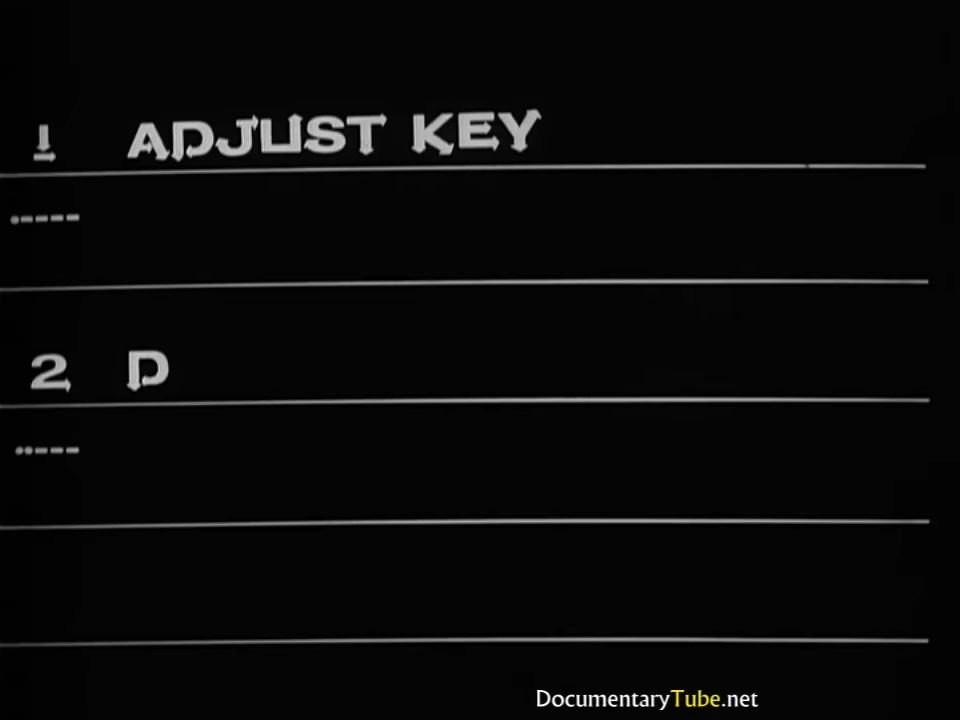 1 ADJUST KEY
·----
2 D
··---
DocumentaryTube.net